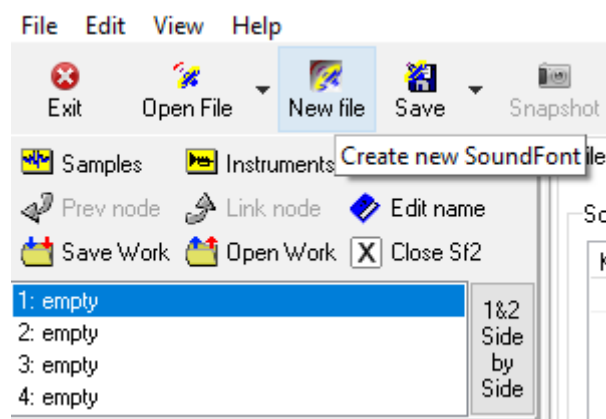 File Edit View Help
Exit Open File New file Save Snapshot
Samples Instruments Create new SoundFont
Prev node Link node Edit name
Save Work Open Work X Close Sf2
1: empty
2: empty
3: empty
4: empty
1&2
Side
by
Side